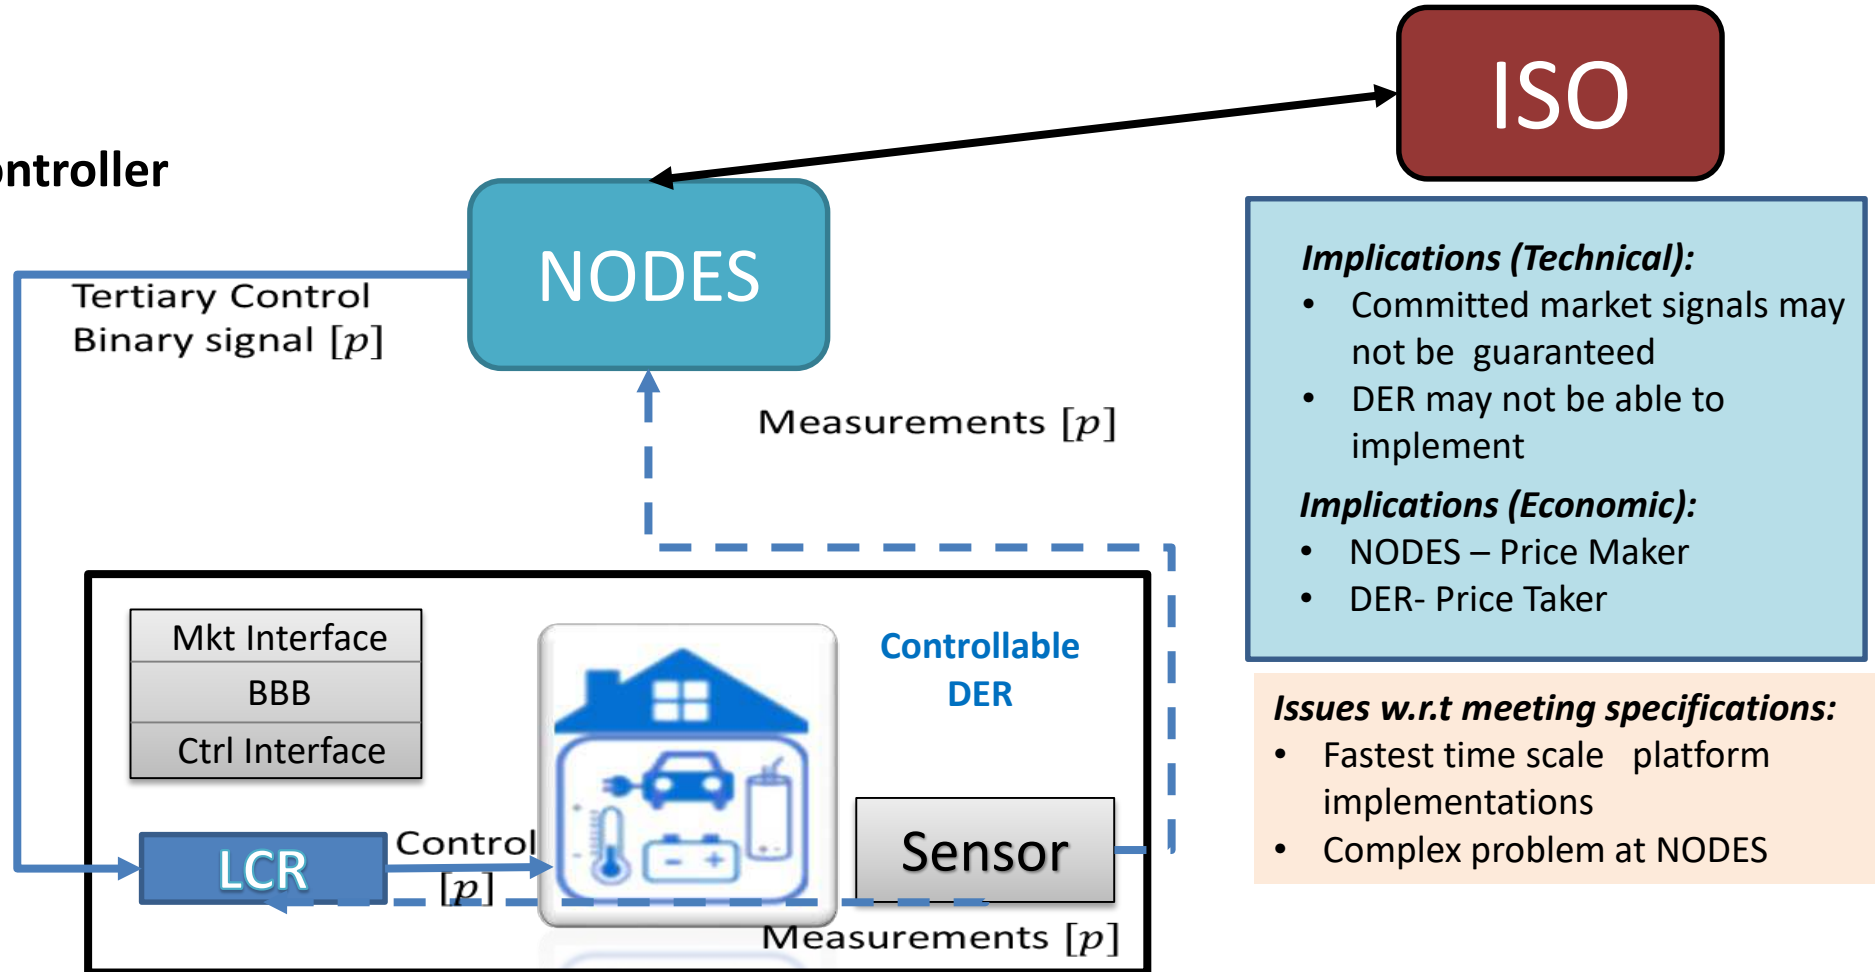 ISO
ontroller
NODES
Tertiary Control
Binary signal [p]
Measurements [p]
Implications (Technical):
• Committed market signals may
not be guaranteed
• DER may not be able to
implement
Implications (Economic):
• NODES – Price Maker
• DER- Price Taker
Mkt Interface
BBB
Ctrl Interface
Controllable
DER
LCR
Control
[p]
Sensor
Measurements [p]
Issues w.r.t meeting specifications:
• Fastest time scale platform
implementations
• Complex problem at NODES